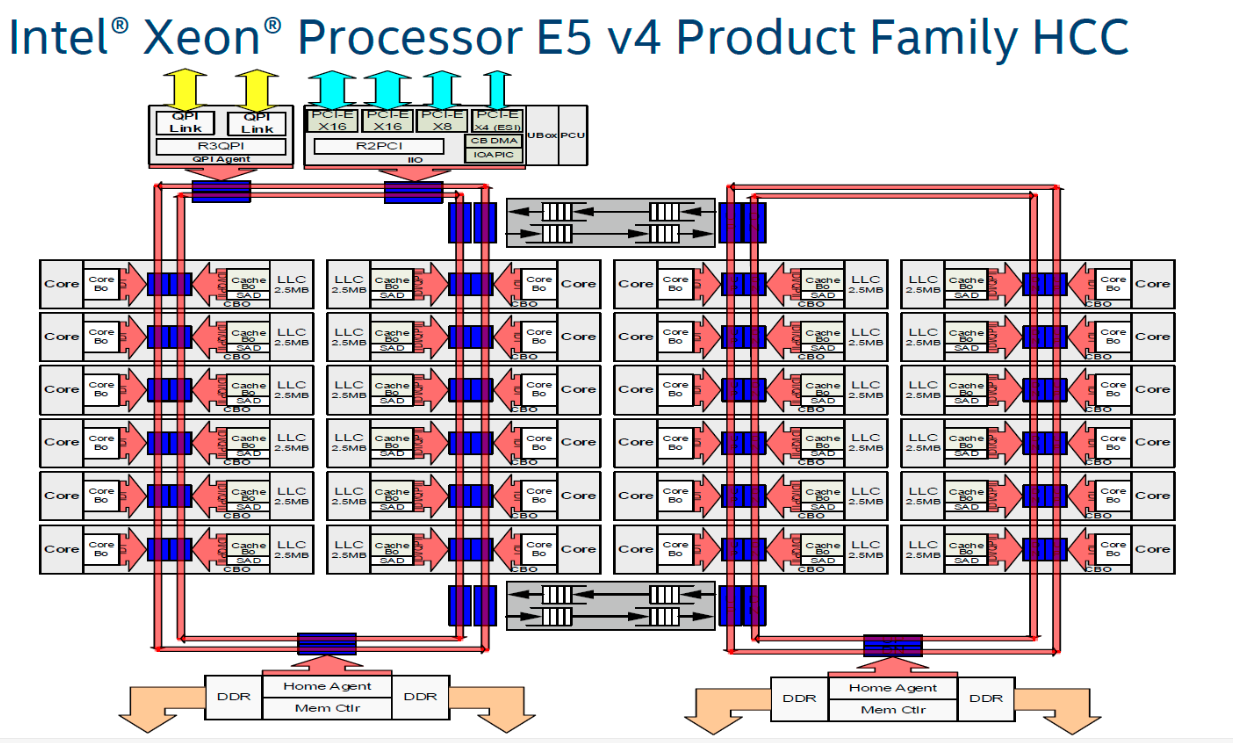 Intel® Xeon® Processor E5 v4 Product Family HCC
QPI Link
QPI Link
R3QPI
QPI Agent
PCI-E X16
PCI-E X16
PCI-E X8
PCI-E X4 (ESI)
R2PCI
CB DMA
IOAPIC
IIO
UBox
PCU
Core Core Bo Cache Bo SAD CBO LLC 2.5MB
LLC 2.5MB Cache Bo SAD CBO Core Bo Core
Core Core Bo Cache Bo SAD CBO LLC 2.5MB
LLC 2.5MB Cache Bo SAD CBO Core Bo Core
Core Core Bo Cache Bo SAD CBO LLC 2.5MB
LLC 2.5MB Cache Bo SAD CBO Core Bo Core
Core Core Bo Cache Bo SAD CBO LLC 2.5MB
LLC 2.5MB Cache Bo SAD CBO Core Bo Core
Core Core Bo Cache Bo SAD CBO LLC 2.5MB
LLC 2.5MB Cache Bo SAD CBO Core Bo Core
Core Core Bo Cache Bo SAD CBO LLC 2.5MB
LLC 2.5MB Cache Bo SAD CBO Core Bo Core
Core Core Bo Cache Bo SAD CBO LLC 2.5MB
LLC 2.5MB Cache Bo SAD CBO Core Bo Core
Core Core Bo Cache Bo SAD CBO LLC 2.5MB
LLC 2.5MB Cache Bo SAD CBO Core Bo Core
Core Core Bo Cache Bo SAD CBO LLC 2.5MB
LLC 2.5MB Cache Bo SAD CBO Core Bo Core
Core Core Bo Cache Bo SAD CBO LLC 2.5MB
LLC 2.5MB Cache Bo SAD CBO Core Bo Core
Core Core Bo Cache Bo SAD CBO LLC 2.5MB
LLC 2.5MB Cache Bo SAD CBO Core Bo Core
Core Core Bo Cache Bo SAD CBO LLC 2.5MB
LLC 2.5MB Cache Bo SAD CBO Core Bo Core
DDR
Home Agent
Mem Ctlr
DDR
DDR
Home Agent
Mem Ctlr
DDR